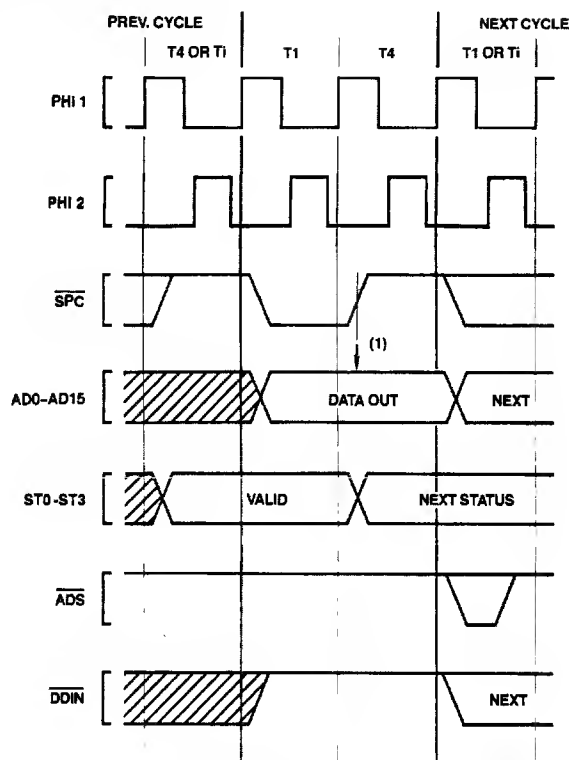 PREV. CYCLE NEXT CYCLE
T4 OR Ti T1 T4 T1 OR Ti
PHI 1
PHI 2
SPC
(1)
AD0-AD15 DATA OUT NEXT
ST0-ST3 VALID NEXT STATUS
ADS
DDIN NEXT